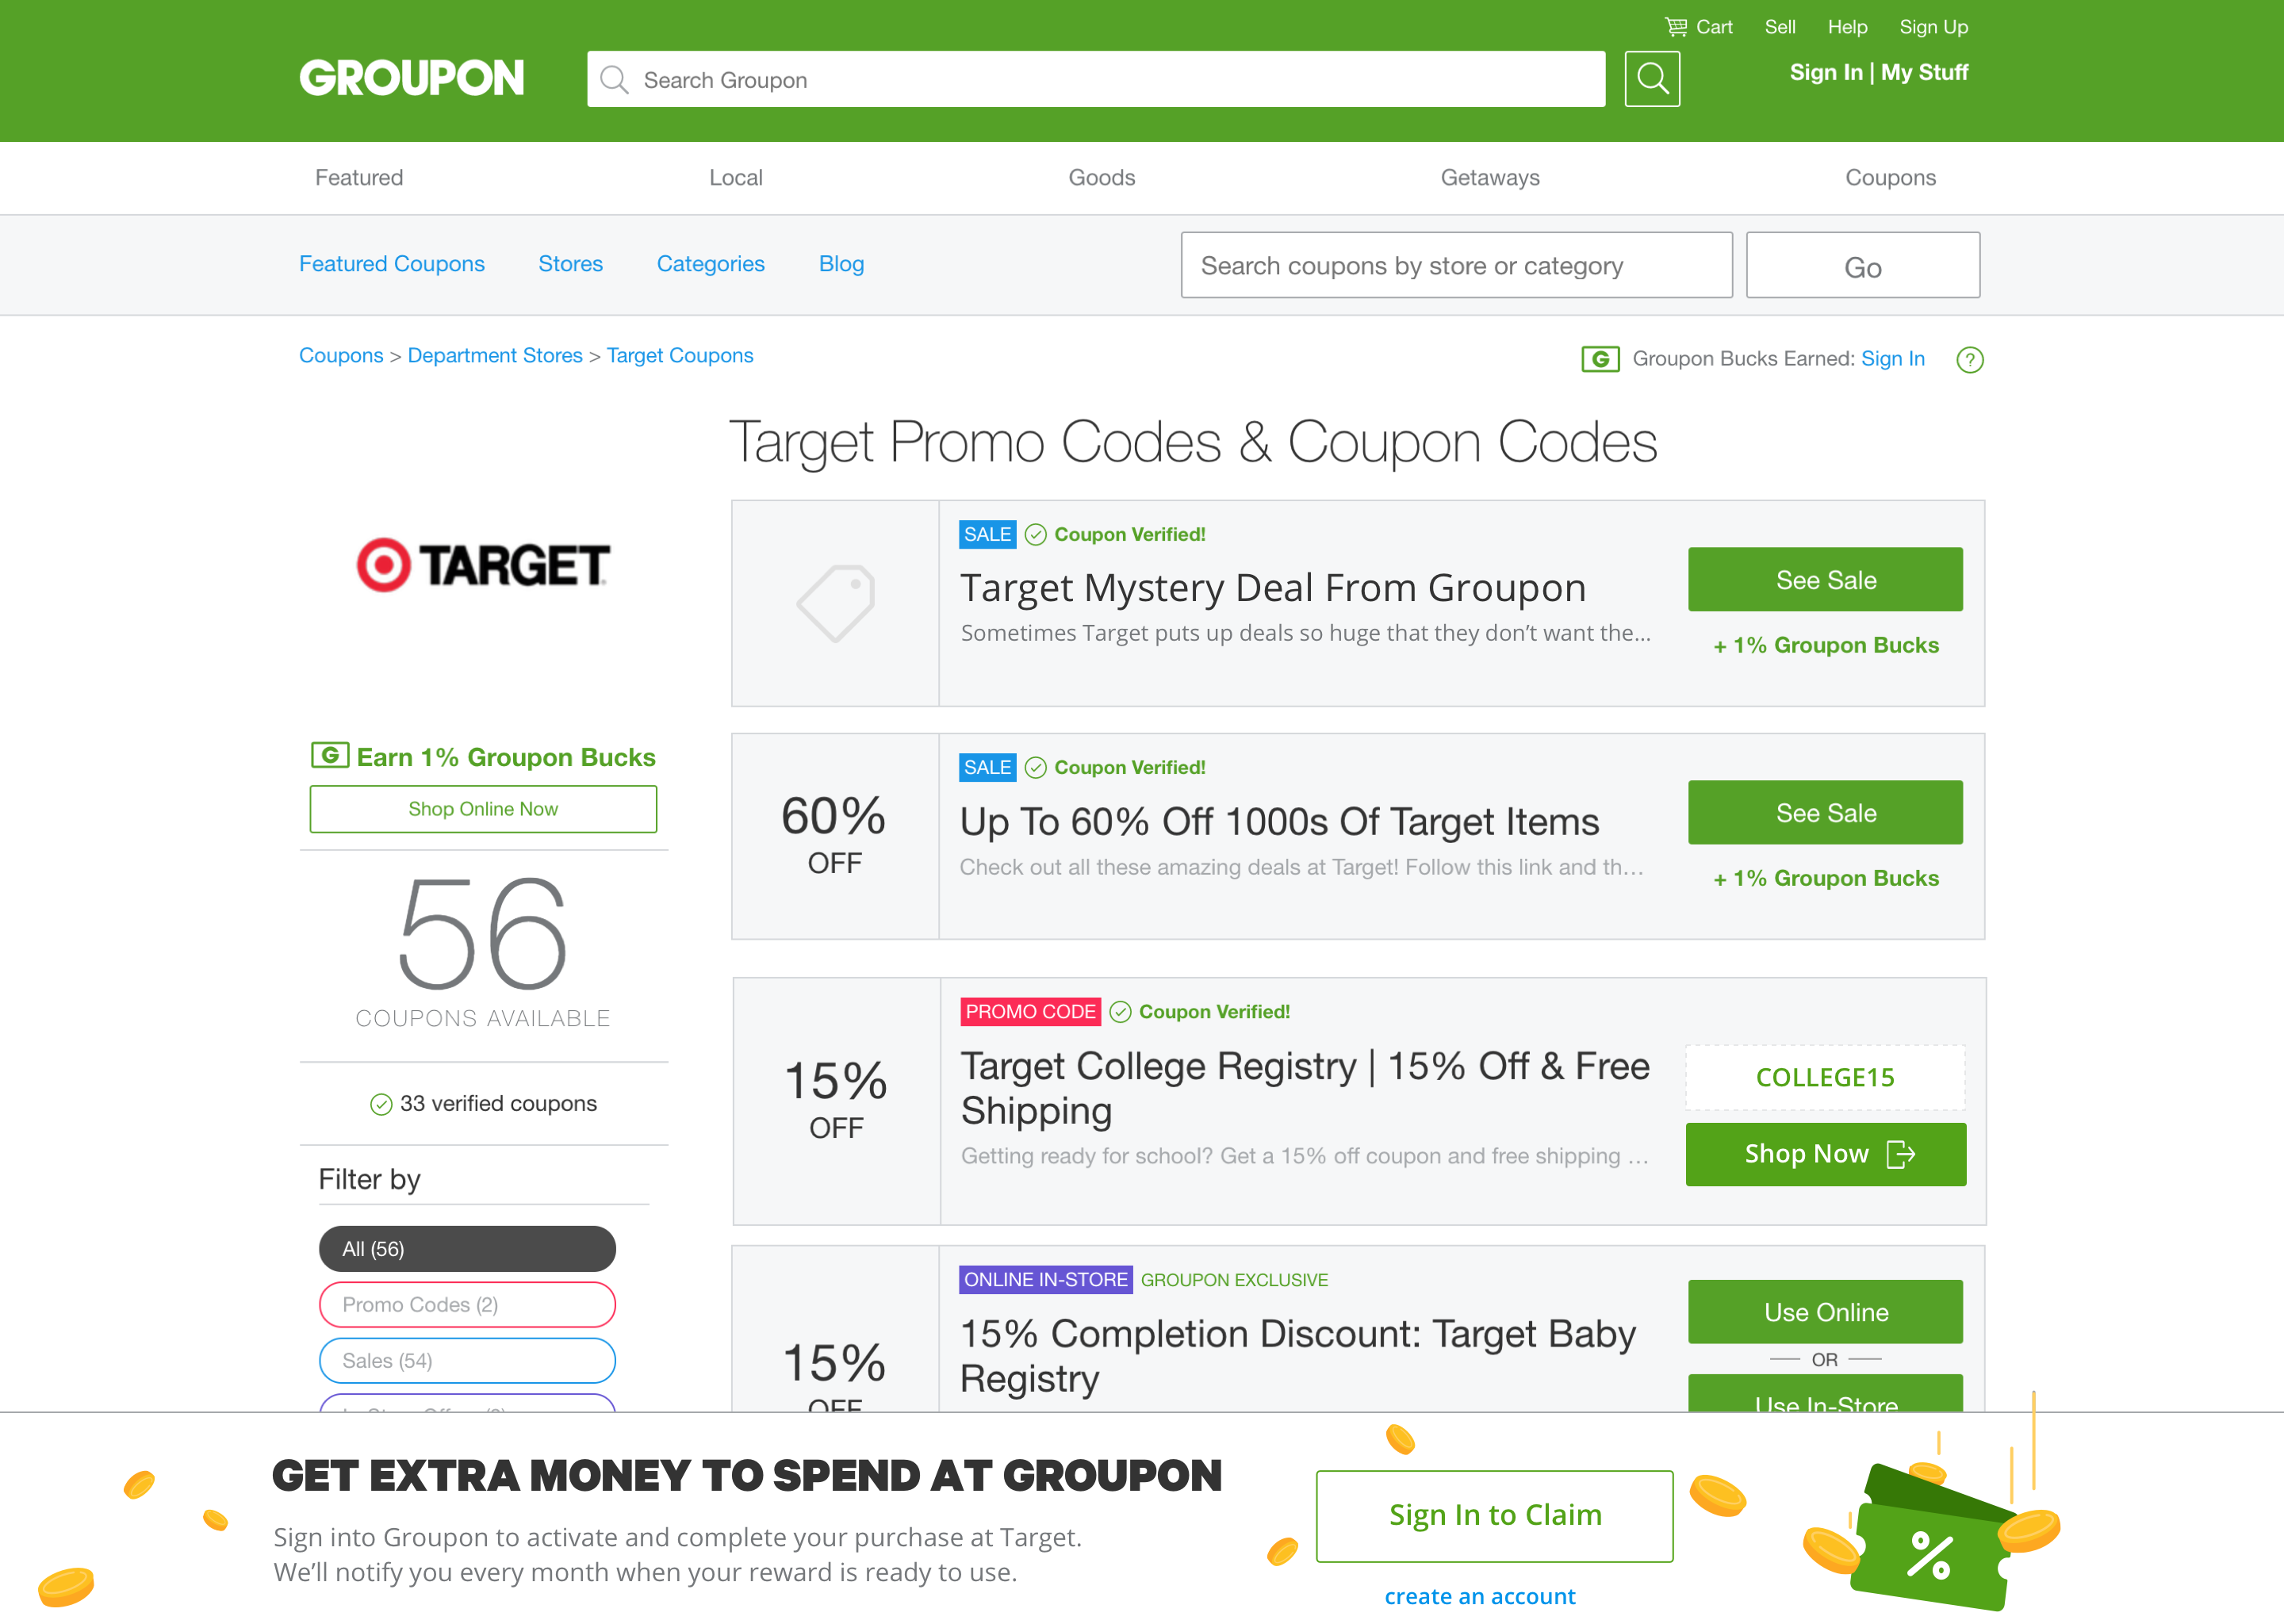 Cart Sell Help Sign Up
GROUPON
Search Groupon
Sign In | My Stuff
Featured Local Goods Getaways Coupons
Featured Coupons Stores Categories Blog
Search coupons by store or category
Go
Coupons > Department Stores > Target Coupons
G Groupon Bucks Earned: Sign In ?
Target Promo Codes & Coupon Codes
TARGET
G Earn 1% Groupon Bucks
Shop Online Now
56
COUPONS AVAILABLE
33 verified coupons
Filter by
All (56)
Promo Codes (2)
Sales (54)
SALE Coupon Verified!
Target Mystery Deal From Groupon
Sometimes Target puts up deals so huge that they don’t want the...
See Sale
+ 1% Groupon Bucks
60%
OFF
SALE Coupon Verified!
Up To 60% Off 1000s Of Target Items
Check out all these amazing deals at Target! Follow this link and th...
See Sale
+ 1% Groupon Bucks
15%
OFF
PROMO CODE Coupon Verified!
Target College Registry | 15% Off & Free
Shipping
Getting ready for school? Get a 15% off coupon and free shipping ...
COLLEGE15
Shop Now
15%
OFF
ONLINE IN-STORE GROUPON EXCLUSIVE
15% Completion Discount: Target Baby
Registry
Use Online
OR
Use In-Store
GET EXTRA MONEY TO SPEND AT GROUPON
Sign into Groupon to activate and complete your purchase at Target.
We’ll notify you every month when your reward is ready to use.
Sign In to Claim
create an account
%